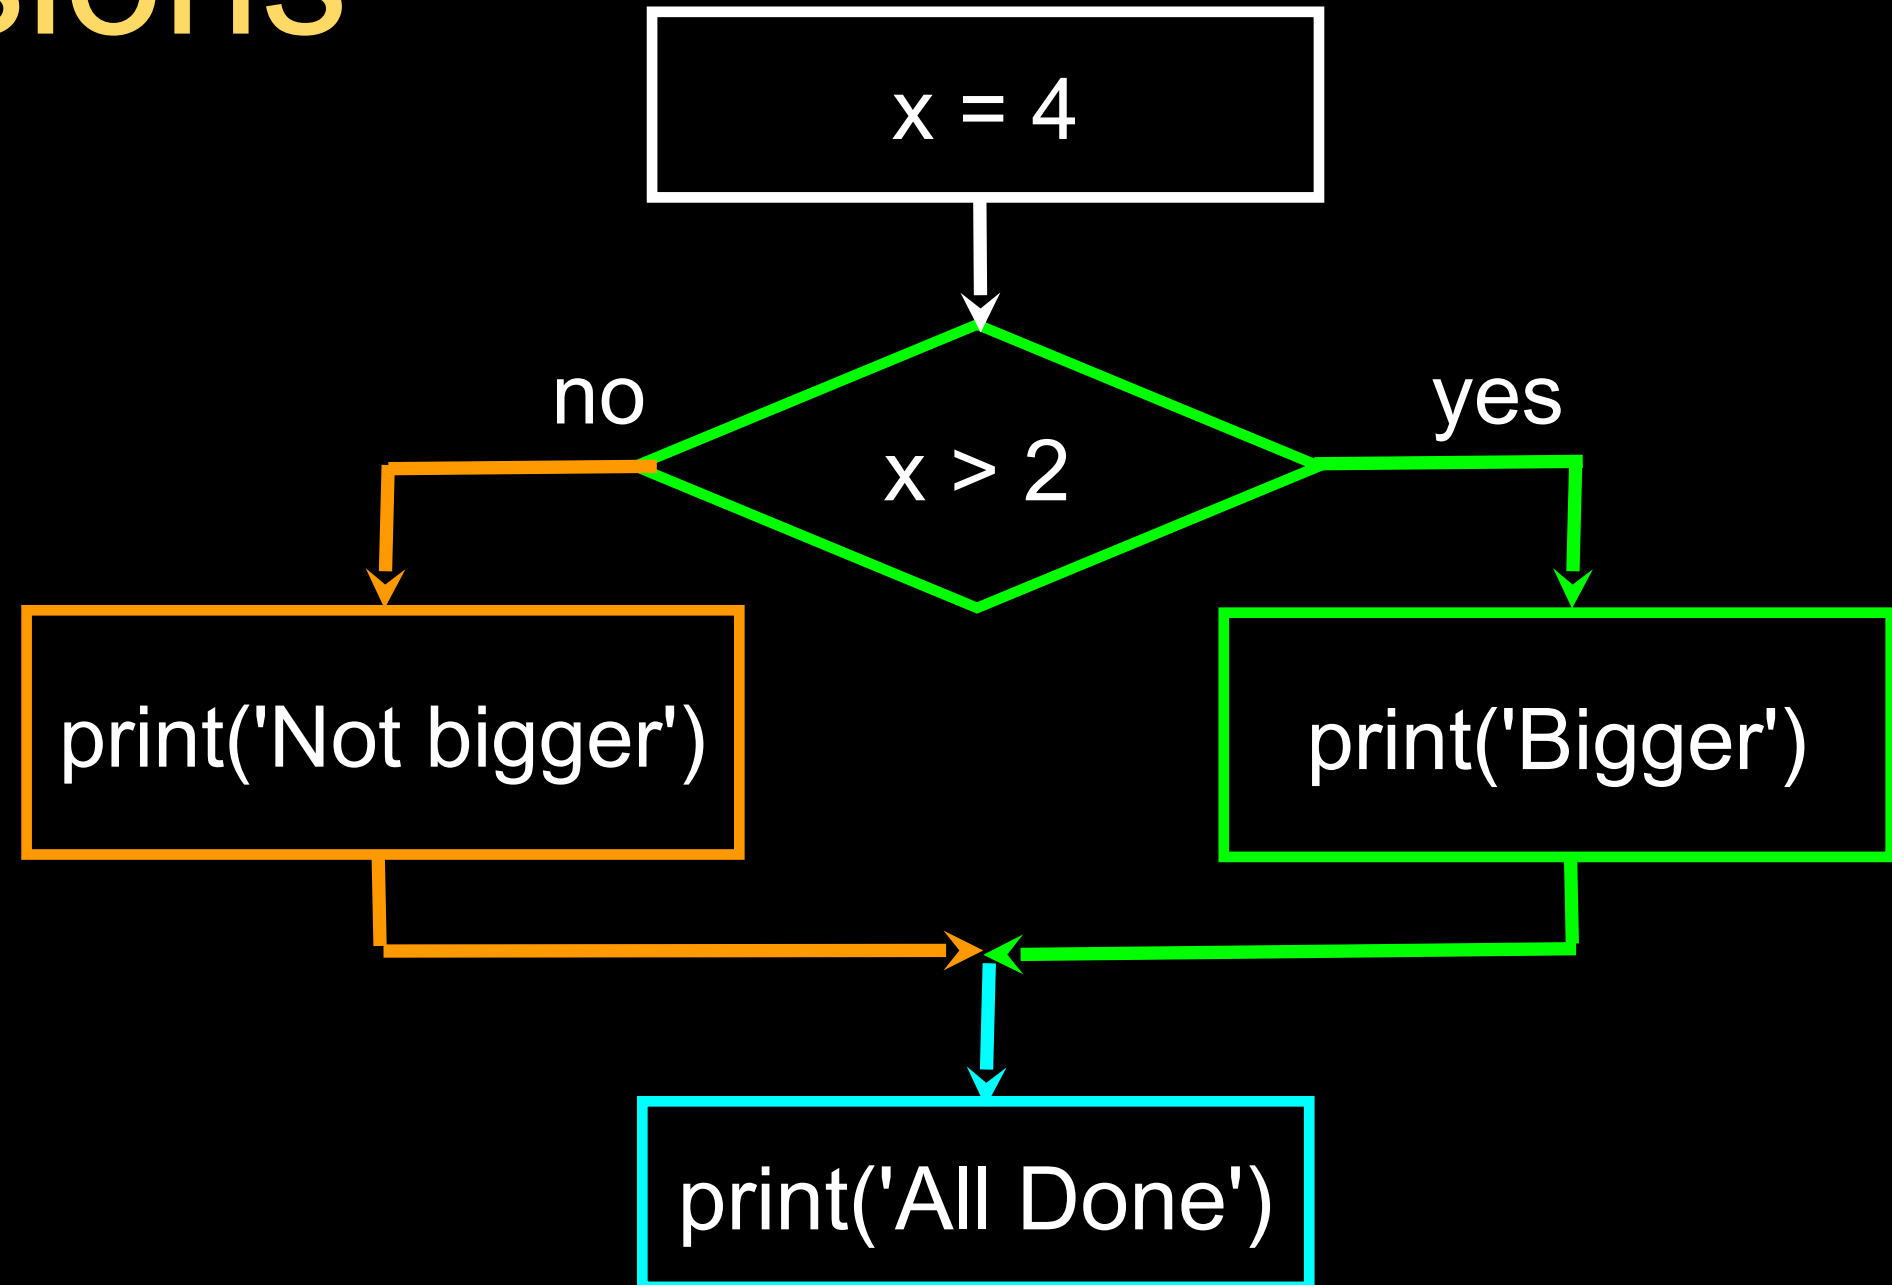 x = 4
no
yes
x > 2
print('Not bigger')
print('Bigger')
print('All Done')